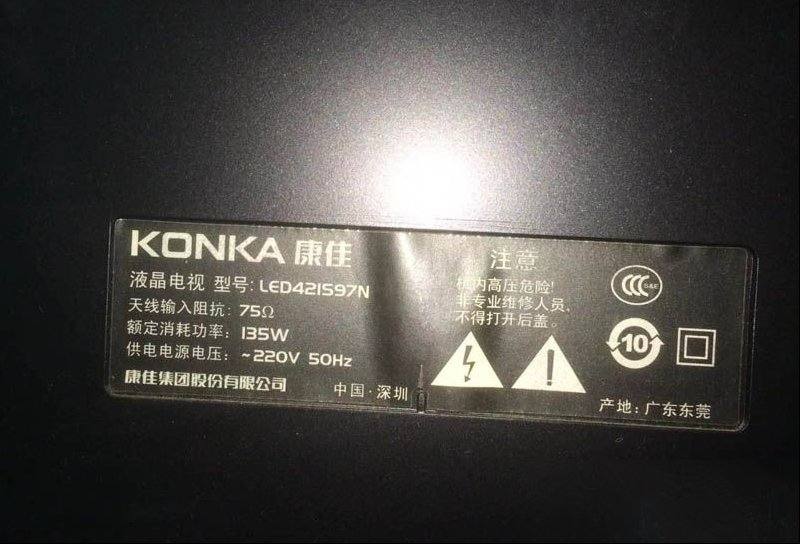 KONKA 康佳
液晶电视 型号: LED42IS97N
天线输入阻抗: 75Ω
额定消耗功率: 135W
供电电源电压: ~220V 50Hz
康佳集团股份有限公司
中国·深圳
注意
机内高压危险!
非专业维修人员,
不得打开后盖。
CCC S&E
10
产地: 广东东莞